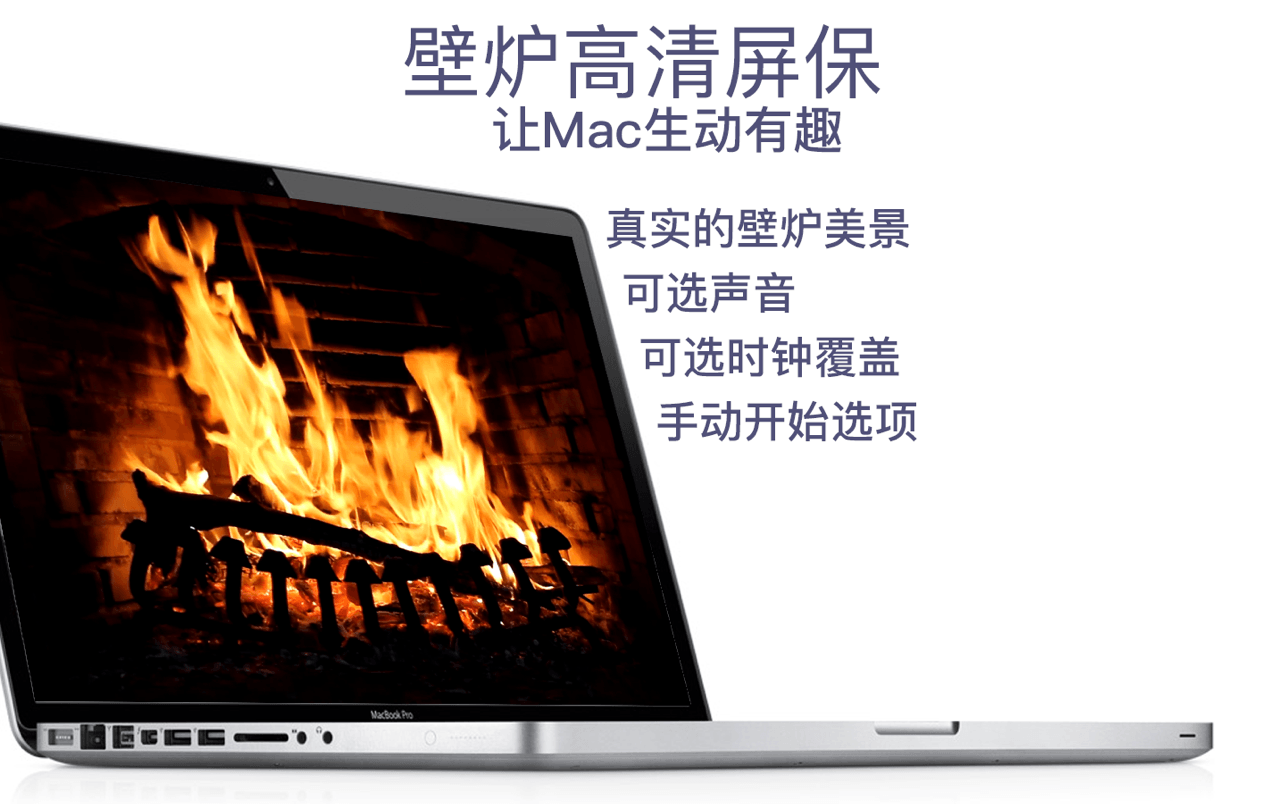 壁炉高清屏保
让Mac生动有趣
真实的壁炉美景
可选声音
可选时钟覆盖
手动开始选项
MacBook Pro